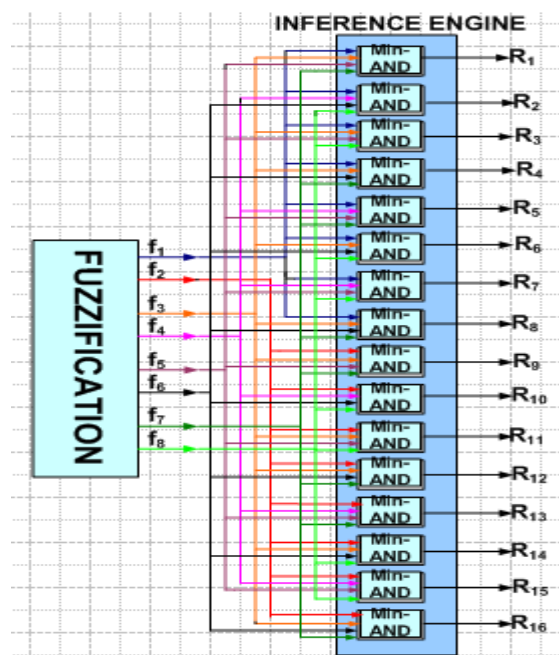 INFERENCE ENGINE
Min-
AND
R₁
Min-
AND
R₂
Min-
AND
R₃
Min-
AND
R₄
Min-
AND
R₅
Min-
AND
R₆
Min-
AND
R₇
Min-
AND
R₈
Min-
AND
R₉
Min-
AND
R₁₀
Min-
AND
R₁₁
Min-
AND
R₁₂
Min-
AND
R₁₃
Min-
AND
R₁₄
Min-
AND
R₁₅
Min-
AND
R₁₆
FUZZIFICATION
f₁
f₂
f₃
f₄
f₅
f₆
f₇
f₈